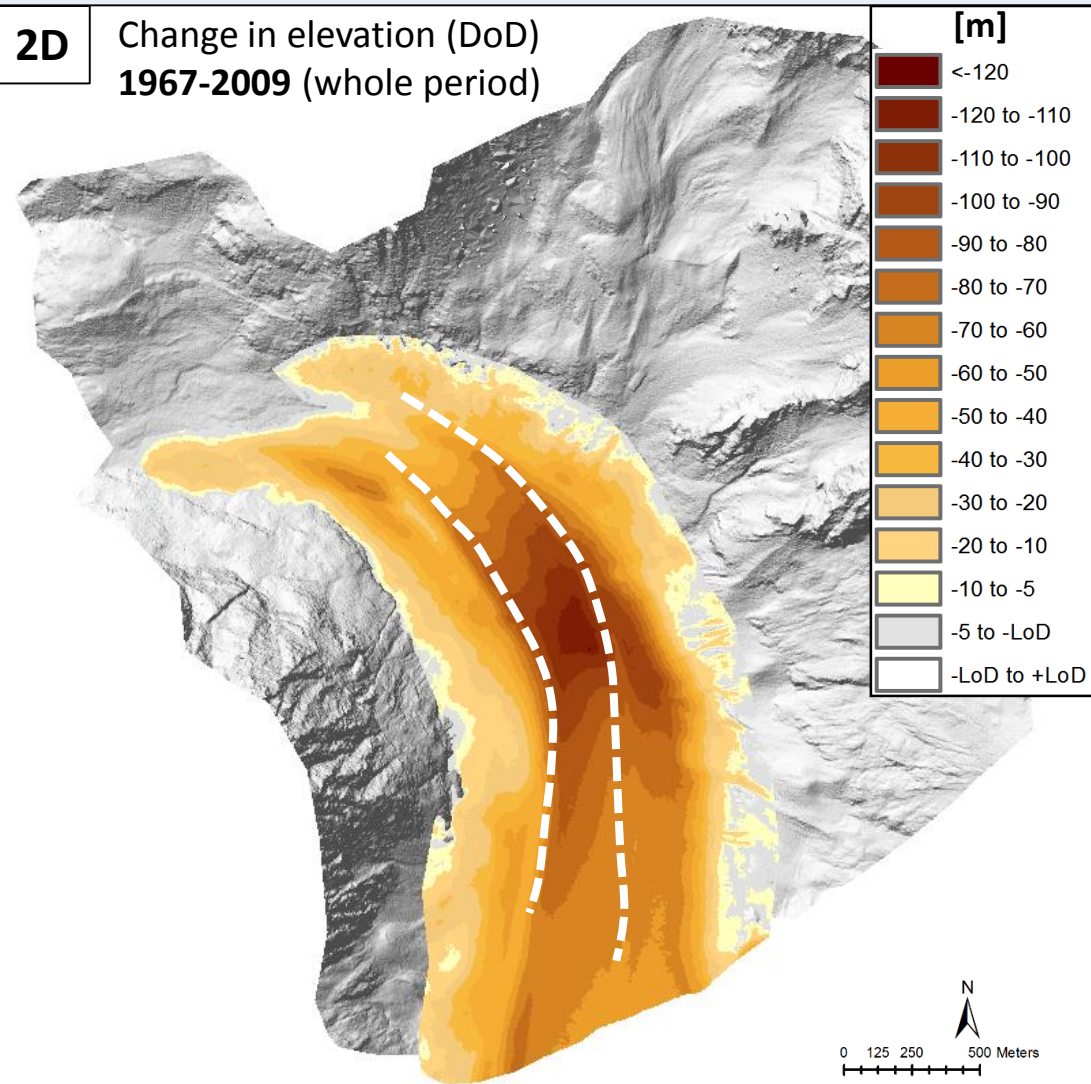 2D
Change in elevation (DoD)
1967-2009 (whole period)
[m]
<-120
-120 to -110
-110 to -100
-100 to -90
-90 to -80
-80 to -70
-70 to -60
-60 to -50
-50 to -40
-40 to -30
-30 to -20
-20 to -10
-10 to -5
-5 to -LoD
-LoD to +LoD
N
0 125 250 500 Meters